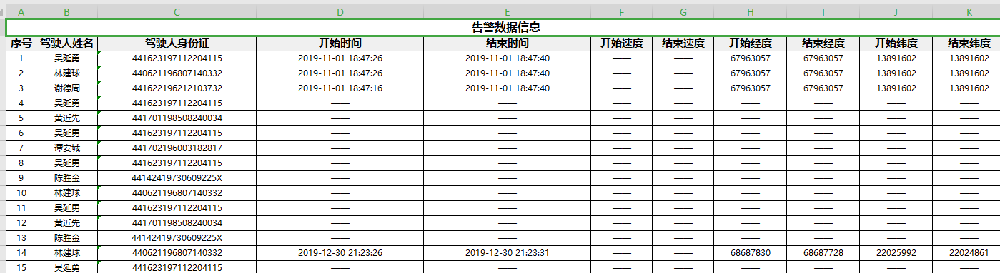 A B C D E F G H I J K
告警数据信息
序号 驾驶人姓名 驾驶人身份证 开始时间 结束时间 开始速度 结束速度 开始经度 结束经度 开始纬度 结束纬度
1 吴延勇 441623197112204115 2019-11-01 18:47:26 2019-11-01 18:47:40 —— —— 67963057 67963057 13891602 13891602
2 林建球 440621196807140332 2019-11-01 18:47:26 2019-11-01 18:47:40 —— —— 67963057 67963057 13891602 13891602
3 谢德周 441622196212103732 2019-11-01 18:47:16 2019-11-01 18:47:40 —— —— 67963057 67963057 13891602 13891602
4 吴延勇 441623197112204115 —— —— —— —— —— —— —— ——
5 黄近先 441701198508240034 —— —— —— —— —— —— —— ——
6 吴延勇 441623197112204115 —— —— —— —— —— —— —— ——
7 谭安城 441702196003182817 —— —— —— —— —— —— —— ——
8 吴延勇 441623197112204115 —— —— —— —— —— —— —— ——
9 陈胜金 44142419730609225X —— —— —— —— —— —— —— ——
10 林建球 440621196807140332 —— —— —— —— —— —— —— ——
11 吴延勇 441623197112204115 —— —— —— —— —— —— —— ——
12 黄近先 441701198508240034 —— —— —— —— —— —— —— ——
13 陈胜金 44142419730609225X —— —— —— —— —— —— —— ——
14 林建球 440621196807140332 2019-12-30 21:23:26 2019-12-30 21:23:31 —— —— 68687830 68687728 22025992 22024861
15 吴延勇 441623197112204115 —— —— —— —— —— —— —— ——